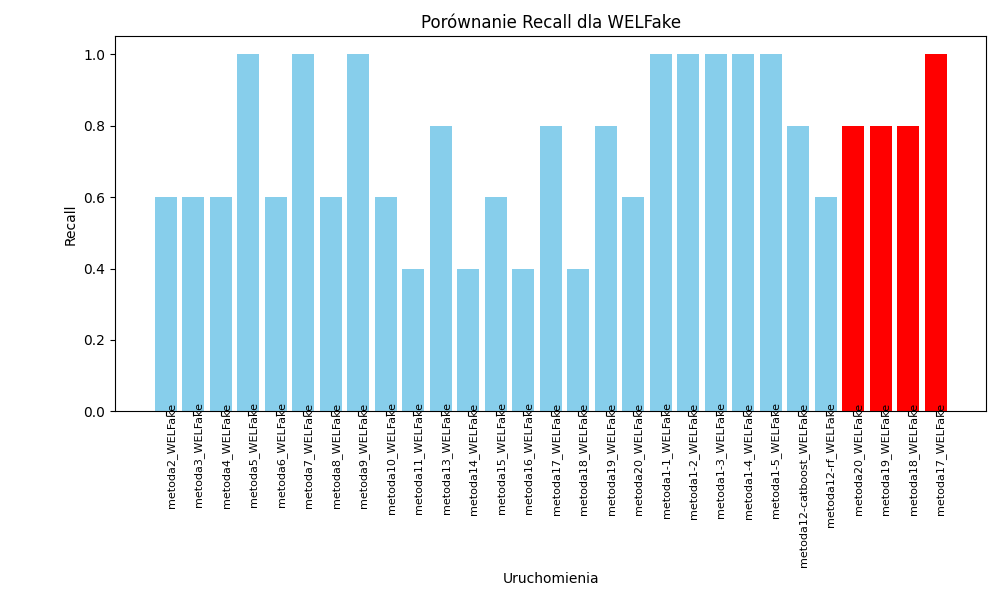 Porównanie Recall dla WELFake
1.0
0.8
0.6
0.4
0.2
0.0
Recall
metoda2_WELFake
metoda3_WELFake
metoda4_WELFake
metoda5_WELFake
metoda6_WELFake
metoda7_WELFake
metoda8_WELFake
metoda9_WELFake
metoda10_WELFake
metoda11_WELFake
metoda13_WELFake
metoda14_WELFake
metoda15_WELFake
metoda16_WELFake
metoda17_WELFake
metoda18_WELFake
metoda19_WELFake
metoda20_WELFake
metoda1-1_WELFake
metoda1-2_WELFake
metoda1-3_WELFake
metoda1-4_WELFake
metoda1-5_WELFake
metoda12-catboost_WELFake
metoda12-rf_WELFake
metoda20_WELFake
metoda19_WELFake
metoda18_WELFake
metoda17_WELFake
Uruchomienia